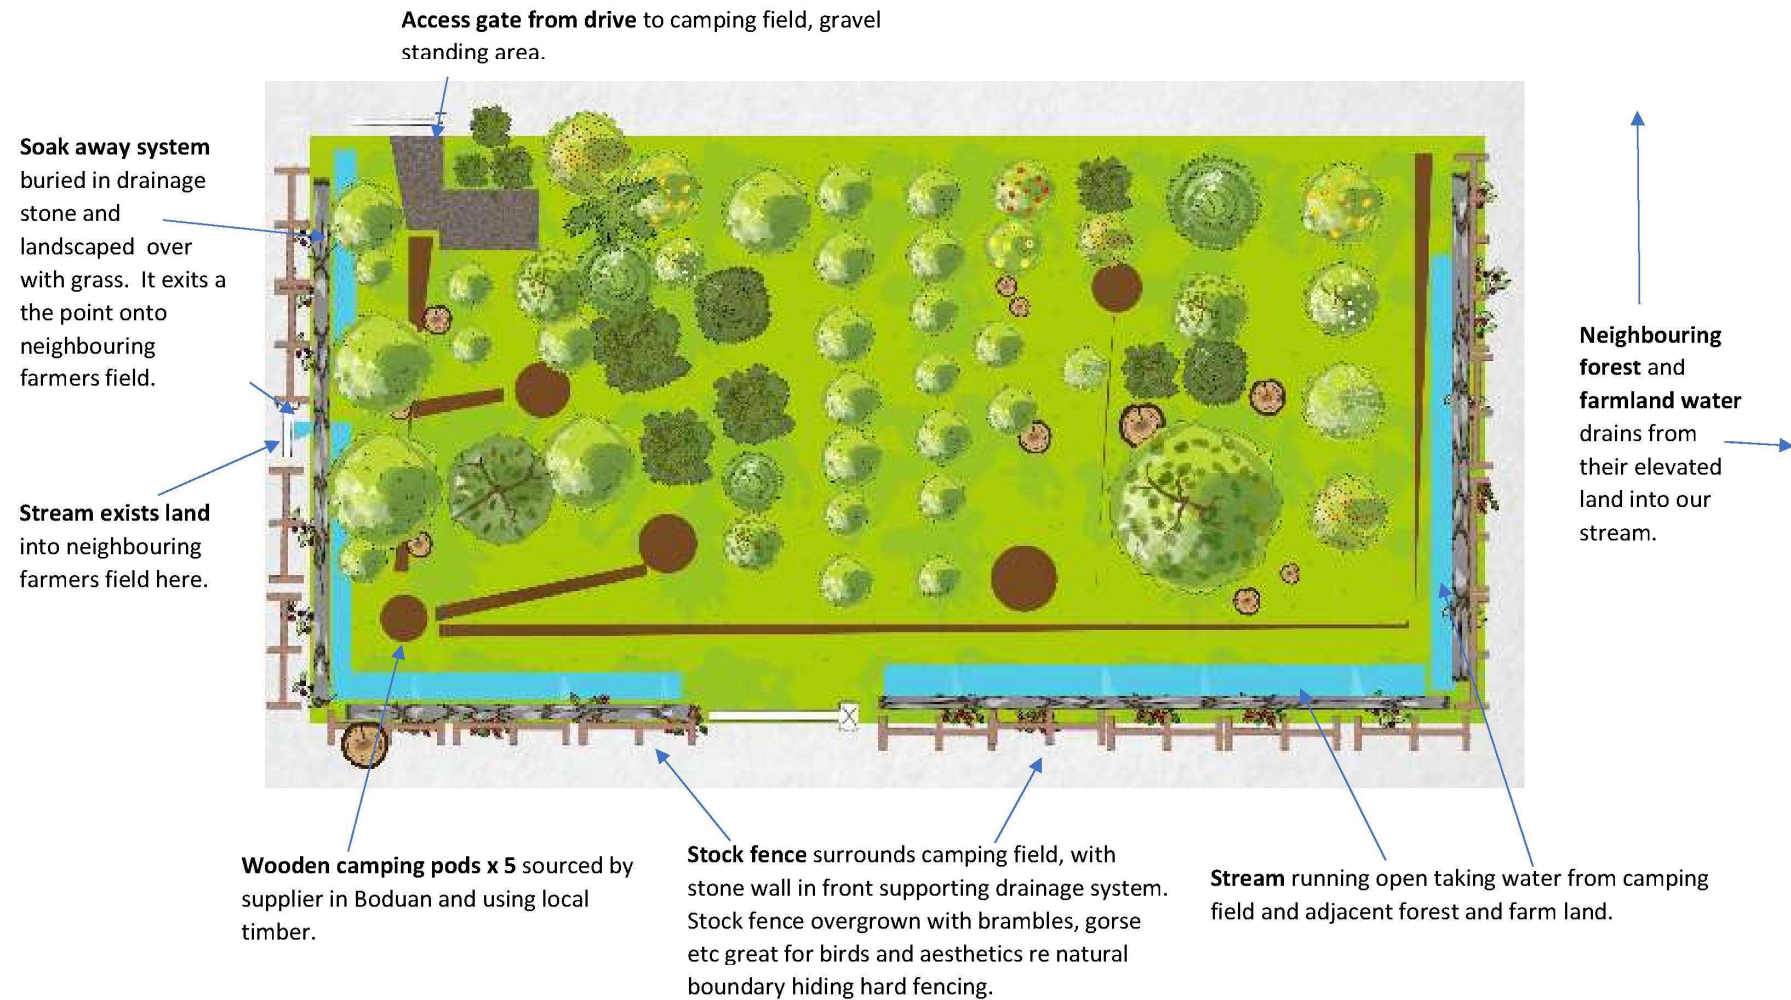 Access gate from drive to camping field, gravel
standing area.
Soak away system
buried in drainage
stone and
landscaped over
with grass. It exits a
the point onto
neighbouring
farmers field.
Stream exists land
into neighbouring
farmers field here.
Neighbouring
forest and
farmland water
drains from
their elevated
land into our
stream.
Wooden camping pods x 5 sourced by
supplier in Boduan and using local
timber.
Stock fence surrounds camping field, with
stone wall in front supporting drainage system.
Stock fence overgrown with brambles, gorse
etc great for birds and aesthetics re natural
boundary hiding hard fencing.
Stream running open taking water from camping
field and adjacent forest and farm land.